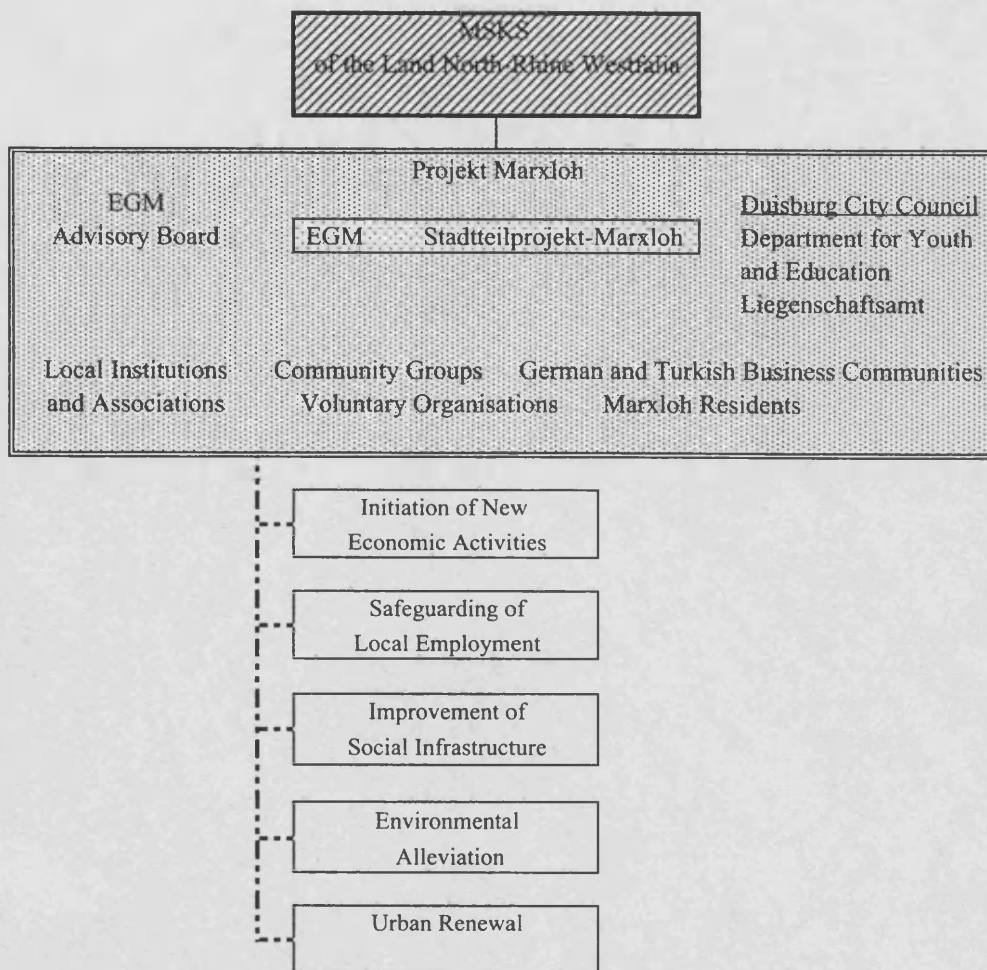 MSKS
of the Land North-Rhine Westfalia
Projekt Marxloh
EGM
Advisory Board
EGM Stadtteilprojekt-Marxloh
Duisburg City Council
Department for Youth
and Education
Liegenschaftsamt
Local Institutions
and Associations
Community Groups
Voluntary Organisations
German and Turkish Business Communities
Marxloh Residents
Initiation of New
Economic Activities
Safeguarding of
Local Employment
Improvement of
Social Infrastructure
Environmental
Alleviation
Urban Renewal